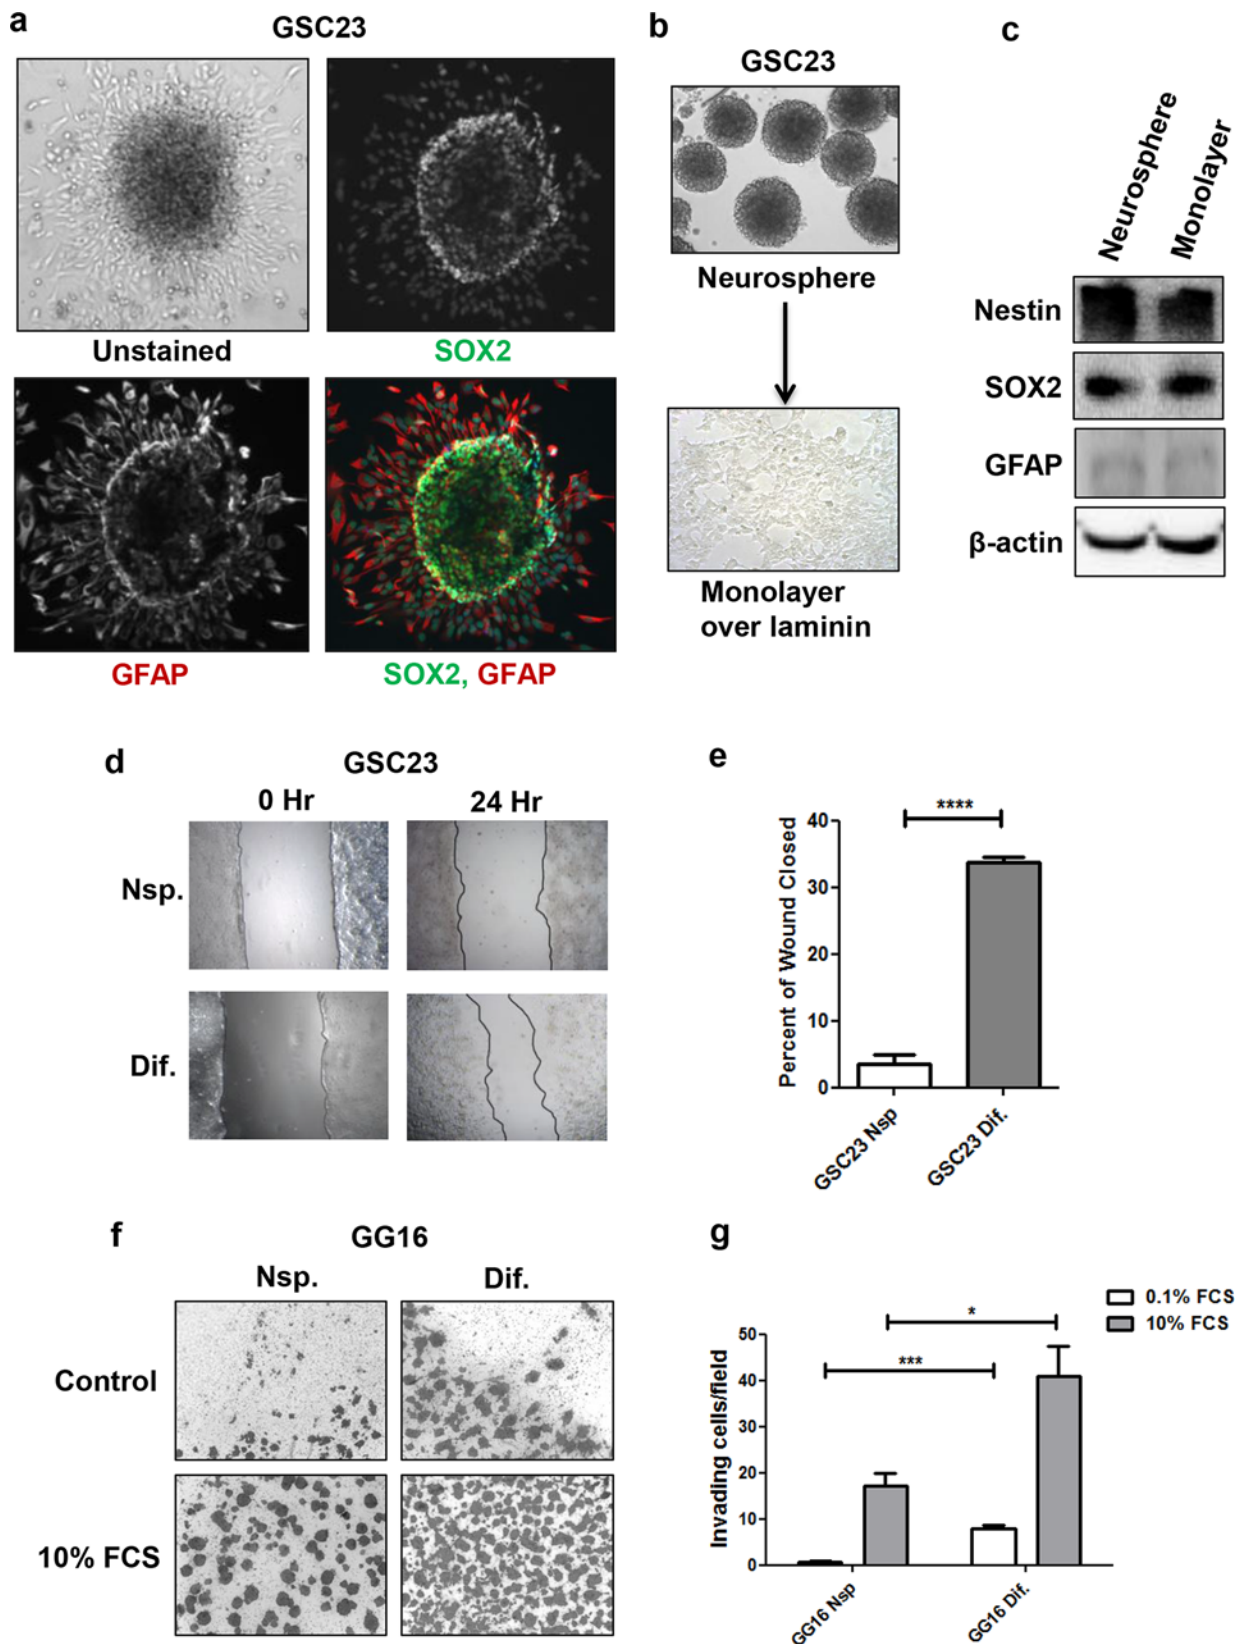 a
GSC23
Unstained
SOX2
GFAP
SOX2, GFAP
b
GSC23
Neurosphere
Monolayer
over laminin
c
Neurosphere
Monolayer
Nestin
SOX2
GFAP
β-actin
d
GSC23
0 Hr
24 Hr
Nsp.
Dif.
e
****
Percent of Wound Closed
40
30
20
10
0
GSC23 Nsp
GSC23 Dif.
f
GG16
Nsp.
Dif.
Control
10% FCS
g
0.1% FCS
10% FCS
*
***
Invading cells/field
50
40
30
20
10
0
GG16 Nsp
GG16 Dif.